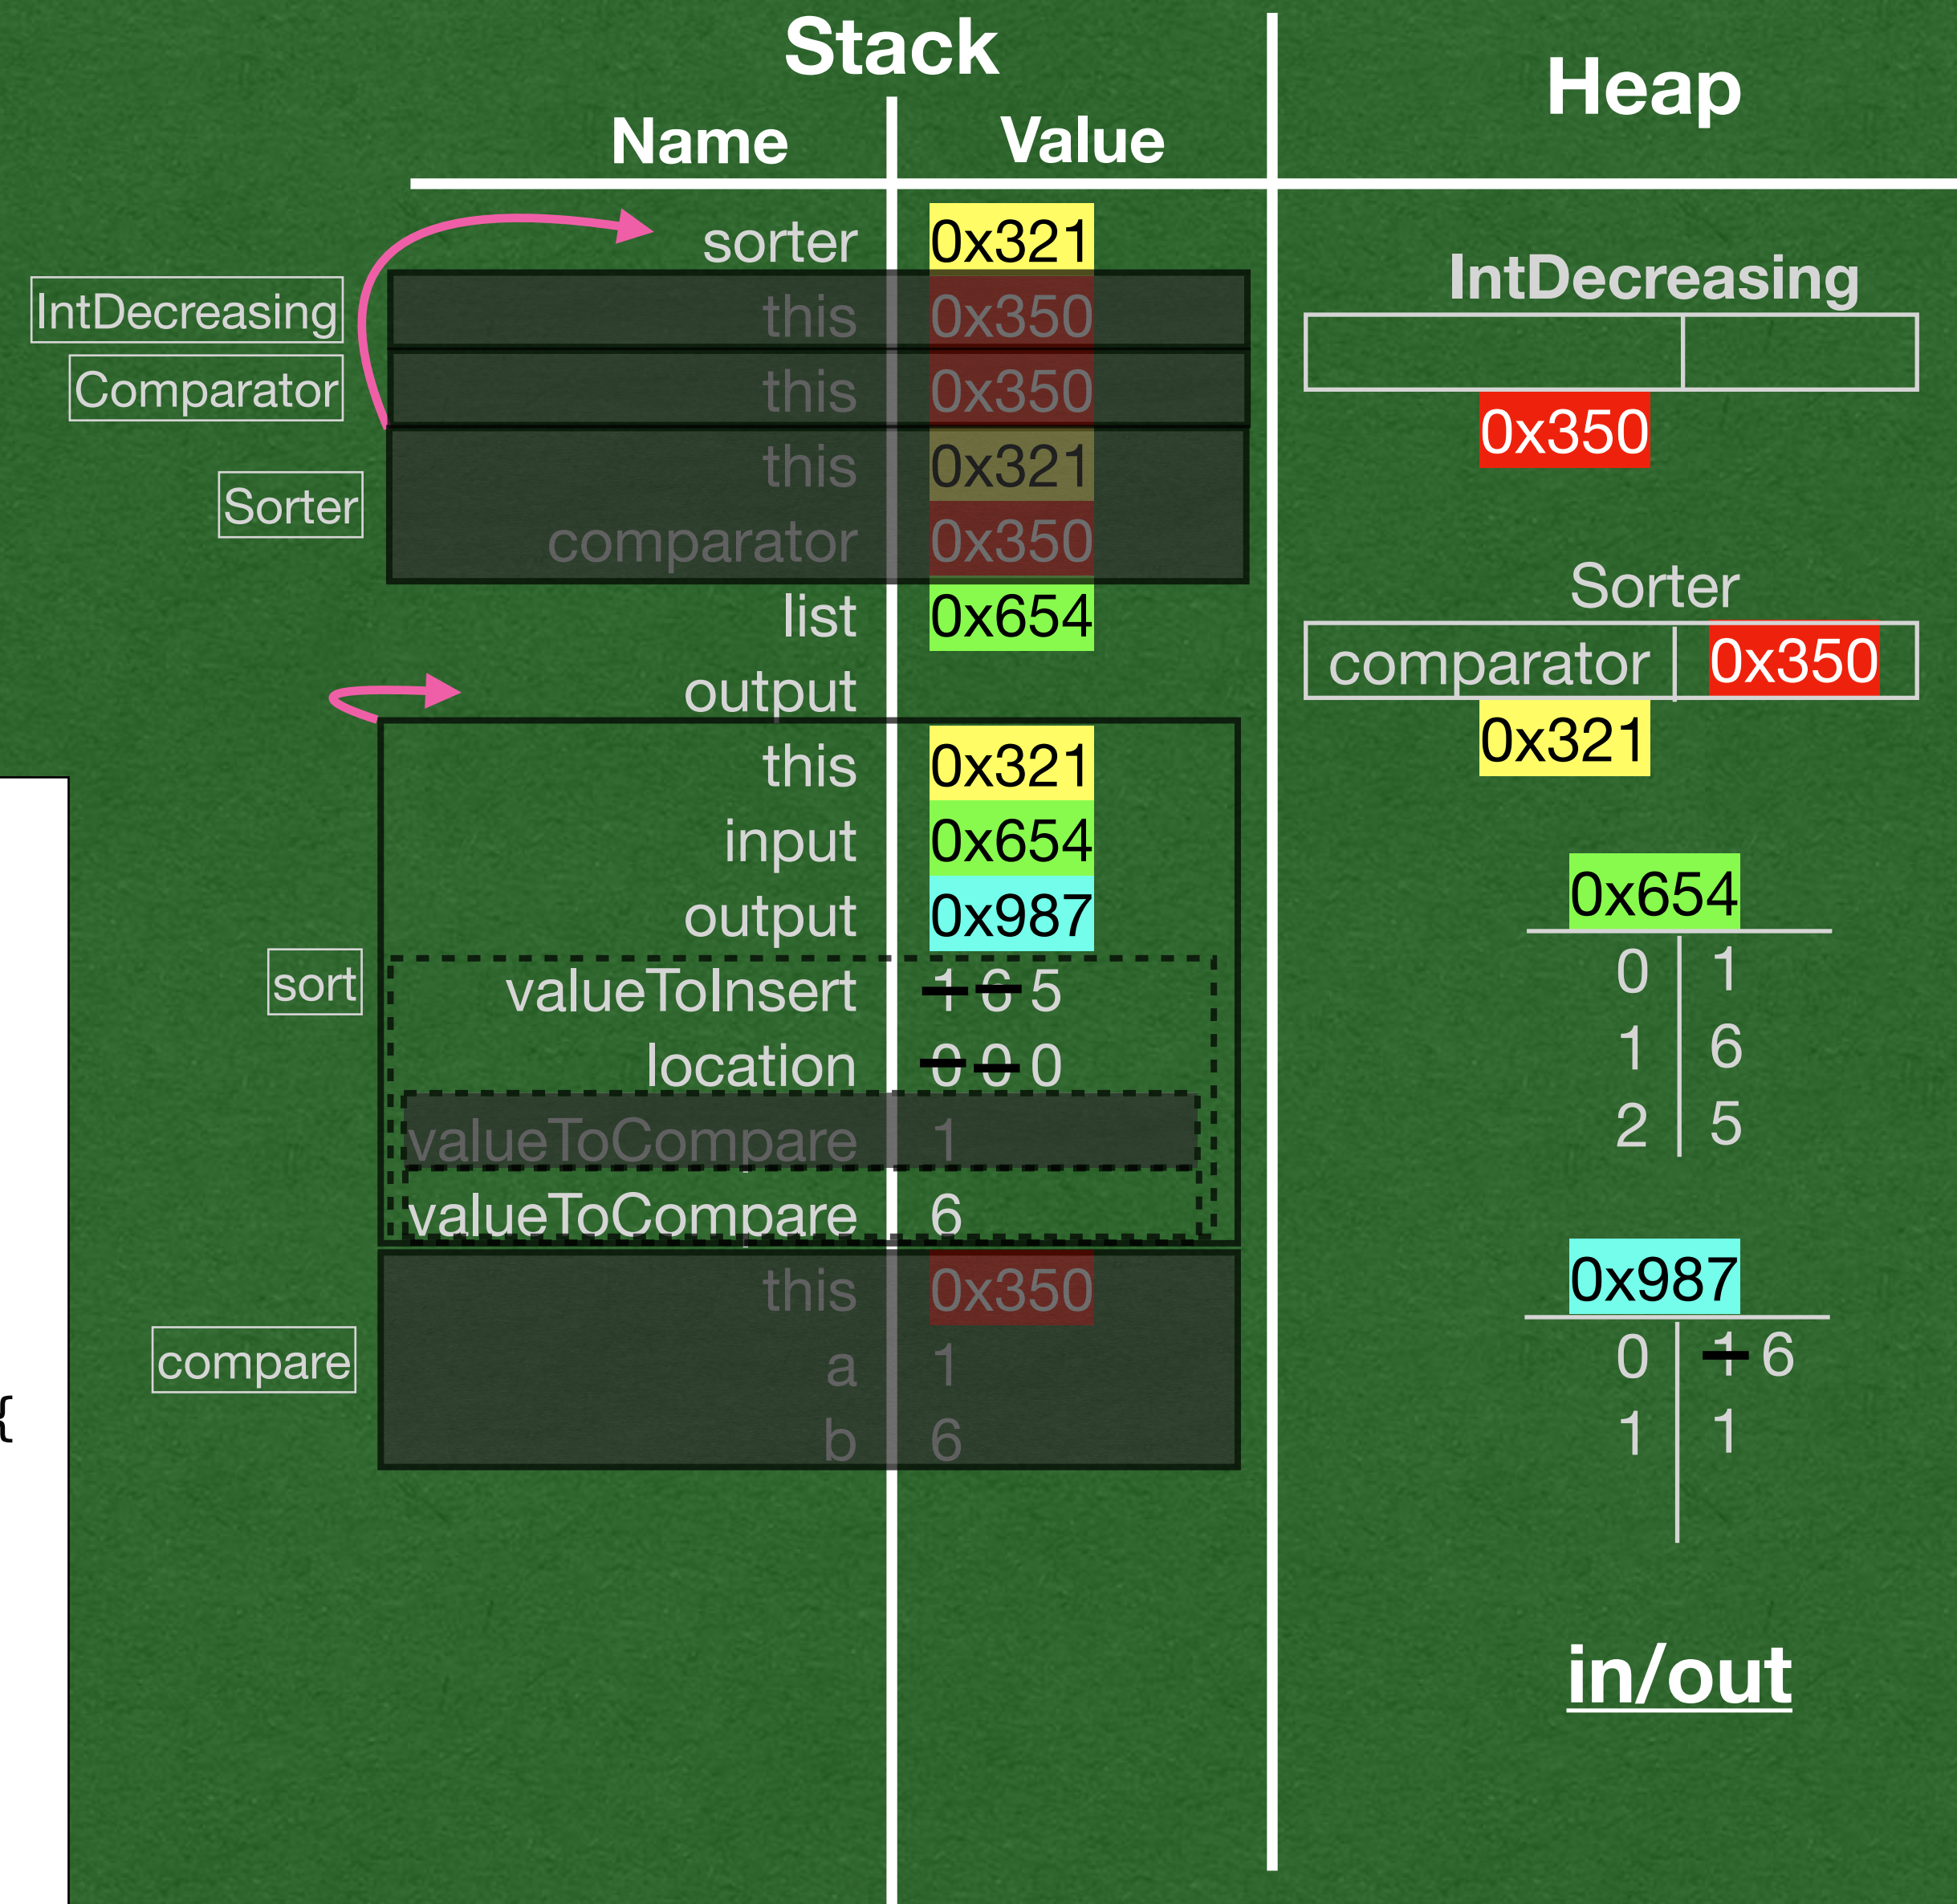 Stack
Heap
Name Value
sorter 0x321
IntDecreasing
IntDecreasing this 0x350
Comparator this 0x350
0x350
this 0x321
Sorter
comparator 0x350
Sorter
list 0x654
comparator 0x350
output
0x321
this 0x321
input 0x654
0x654
output 0x987
0 1
sort
valueToInsert 1 6 5
location 0 0 0
1 6
valueToCompare 1
2 5
valueToCompare 6
this 0x350
0x987
compare
a 1
0 1 6
b 6
1 1
{
in/out